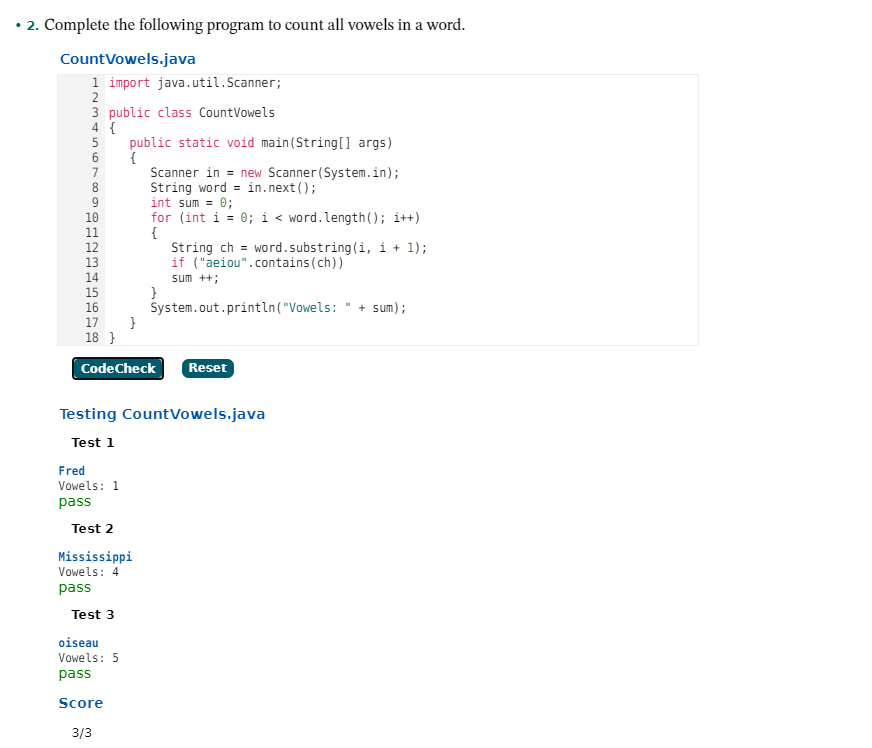 • 2. Complete the following program to count all vowels in a word.
CountVowels.java
1 import java.util.Scanner;
2
3 public class CountVowels
4 {
5    public static void main(String[] args)
6    {
7       Scanner in = new Scanner(System.in);
8       String word = in.next();
9       int sum = 0;
10       for (int i = 0; i < word.length(); i++)
11       {
12          String ch = word.substring(i, i + 1);
13          if ("aeiou".contains(ch))
14          sum ++;
15       }
16       System.out.println("Vowels: " + sum);
17    }
18 }
CodeCheck Reset
Testing CountVowels.java
Test 1
Fred
Vowels: 1
pass
Test 2
Mississippi
Vowels: 4
pass
Test 3
oiseau
Vowels: 5
pass
Score
3/3